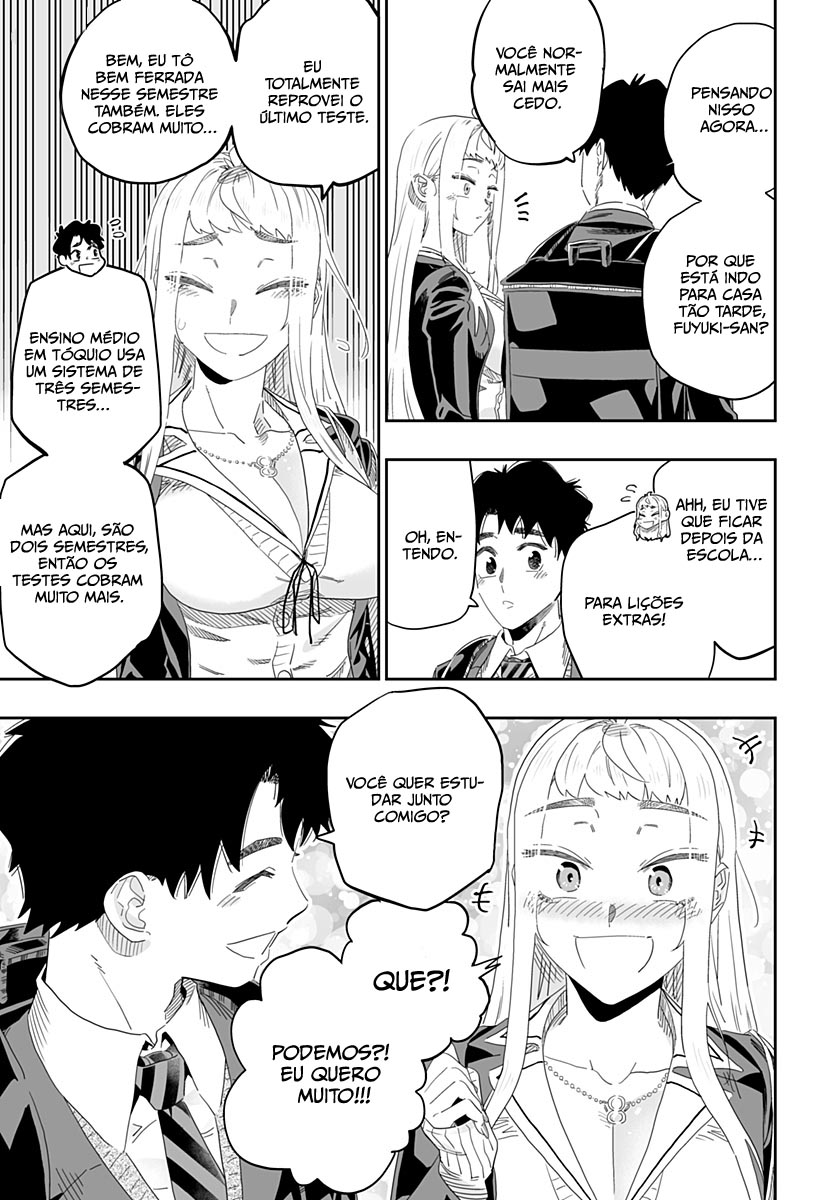 PENSANDO
NISSO
AGORA...
VOCÊ NOR-
MALMENTE
SAI MAIS
CEDO.
POR QUE
ESTÁ INDO
PARA CASA
TÃO TARDE,
FUYUKI-SAN?
AHH, EU TIVE
QUE FICAR
DEPOIS DA
ESCOLA...
PARA LIÇÕES
EXTRAS!
OH, EN-
TENDO.
EU
TOTALMENTE
REPROVEI O
ÚLTIMO TESTE.
BEM, EU TÔ
BEM FERRADA
NESSE SEMESTRE
TAMBÉM. ELES
COBRAM MUITO...
ENSINO MÉDIO
EM TÓQUIO USA
UM SISTEMA DE
TRÊS SEMES-
TRES...
MAS AQUI, SÃO
DOIS SEMESTRES,
ENTÃO OS
TESTES COBRAM
MUITO MAIS.
VOCÊ QUER ESTU-
DAR JUNTO
COMIGO?
QUE?!
PODEMOS?!
EU QUERO
MUITO!!!